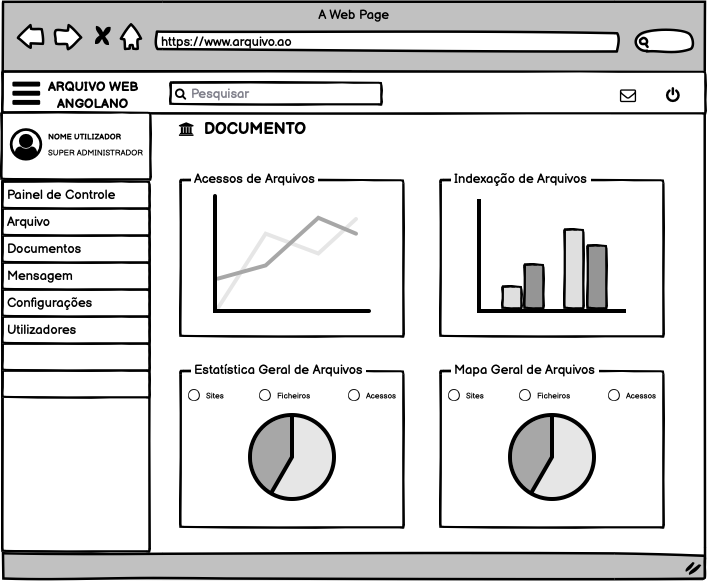 A Web Page
https://www.arquivo.ao
ARQUIVO WEB
ANGOLANO
Pesquisar
NOME UTILIZADOR
SUPER ADMINISTRADOR
Painel de Controle
Arquivo
Documentos
Mensagem
Configurações
Utilizadores
DOCUMENTO
Acessos de Arquivos
Indexação de Arquivos
Estatística Geral de Arquivos
Sites Ficheiros Acessos
Mapa Geral de Arquivos
Sites Ficheiros Acessos